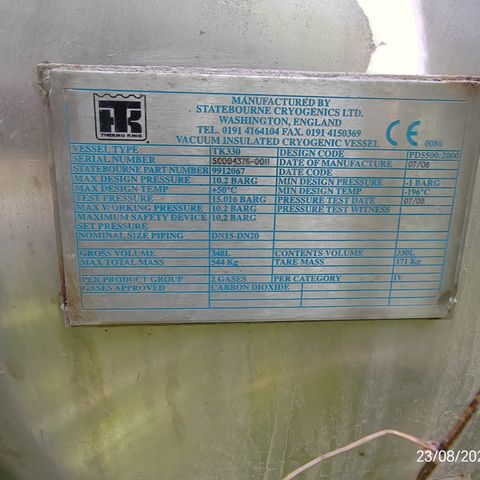 TK
THERMO KING
MANUFACTURED BY
STATEBOURNE CRYOGENICS LTD.
WASHINGTON, ENGLAND
TEL. 0191 4164104 FAX. 0191 4150369
VACUUM INSULATED CRYOGENIC VESSEL
CE 0086
VESSEL TYPE TK330 DESIGN CODE PD5500-2000
SERIAL NUMBER SC004376-0011 DATE OF MANUFACTURE 07/08
STATEBOURNE PART NUMBER 9912067 DATE CODE
MAX DESIGN PRESSURE 10.2 BARG MIN DESIGN PRESSURE -1 BARG
MAX DESIGN TEMP +50°C MIN DESIGN TEMP -196°C
TEST PRESSURE 15.016 BARG PRESSURE TEST DATE 07/08
MAX WORKING PRESSURE 10.2 BARG PRESSURE TEST WITNESS
MAXIMUM SAFETY DEVICE 10.2 BARG
SET PRESSURE
NOMINAL SIZE PIPING DN15-DN20
GROSS VOLUME 348L CONTENTS VOLUME 330L
MAX TOTAL MASS 544 Kg TARE MASS 171 Kg
PER PRODUCT GROUP 2 GASES PER CATEGORY IV
GASES APPROVED CARBON DIOXIDE
23/08/202